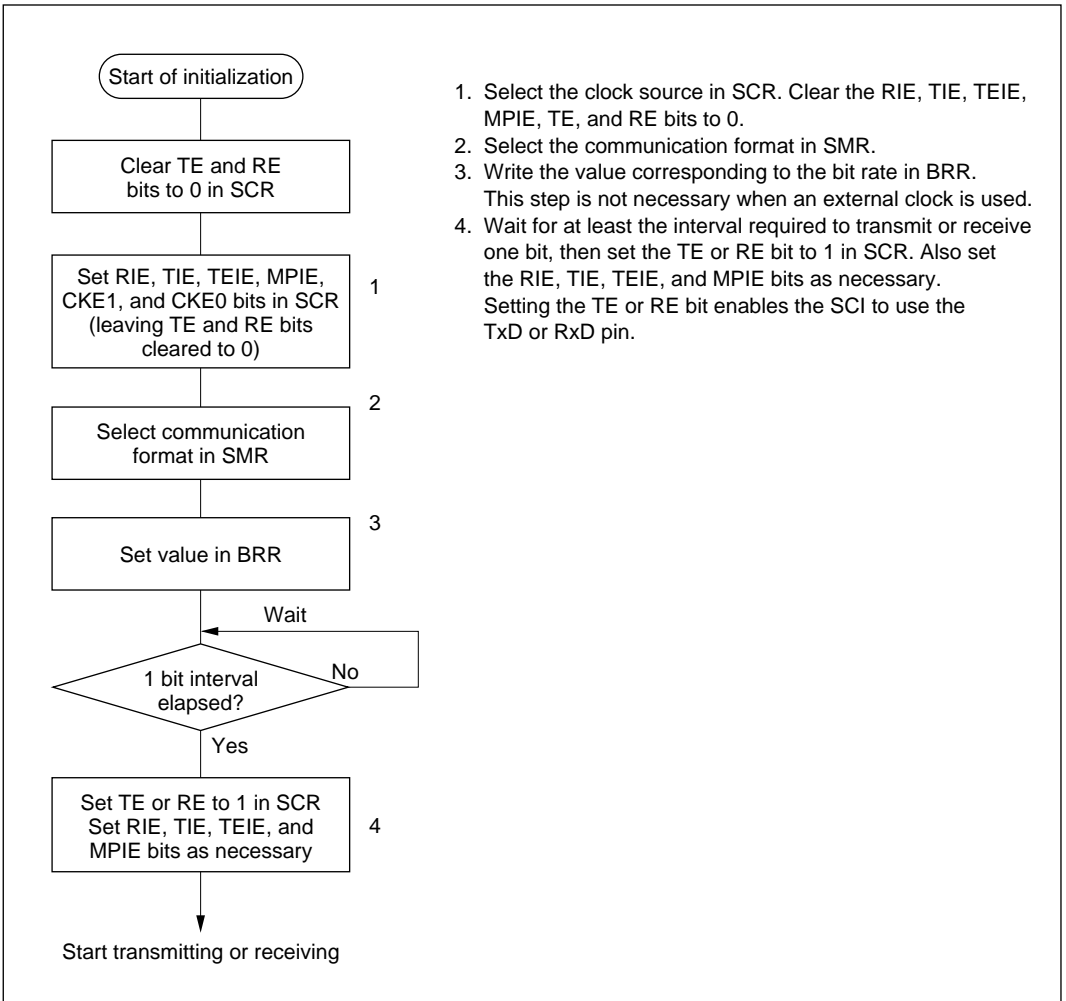 Start of initialization
Clear TE and RE
bits to 0 in SCR
Set RIE, TIE, TEIE, MPIE,
CKE1, and CKE0 bits in SCR
(leaving TE and RE bits
cleared to 0)
1
2
Select communication
format in SMR
3
Set value in BRR
Wait
1 bit interval
elapsed?
No
Yes
Set TE or RE to 1 in SCR
Set RIE, TIE, TEIE, and
MPIE bits as necessary
4
Start transmitting or receiving
1. Select the clock source in SCR. Clear the RIE, TIE, TEIE,
MPIE, TE, and RE bits to 0.
2. Select the communication format in SMR.
3. Write the value corresponding to the bit rate in BRR.
This step is not necessary when an external clock is used.
4. Wait for at least the interval required to transmit or receive
one bit, then set the TE or RE bit to 1 in SCR. Also set
the RIE, TIE, TEIE, and MPIE bits as necessary.
Setting the TE or RE bit enables the SCI to use the
TxD or RxD pin.